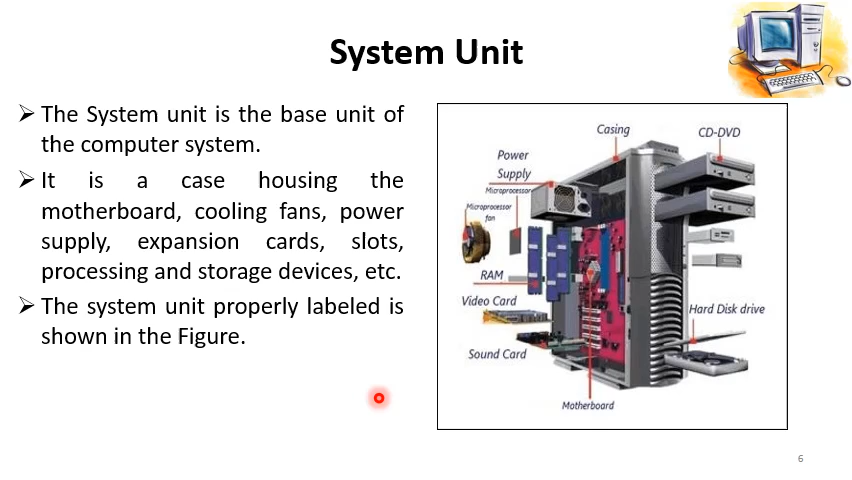 System Unit
➢ The System unit is the base unit of
the computer system.
➢ It is a case housing the
motherboard, cooling fans, power
supply, expansion cards, slots,
processing and storage devices, etc.
➢ The system unit properly labeled is
shown in the Figure.
Casing
CD-DVD
Power
Supply
Microprocessor
Microprocessor
fan
RAM
Video Card
Hard Disk drive
Sound Card
Motherboard
6